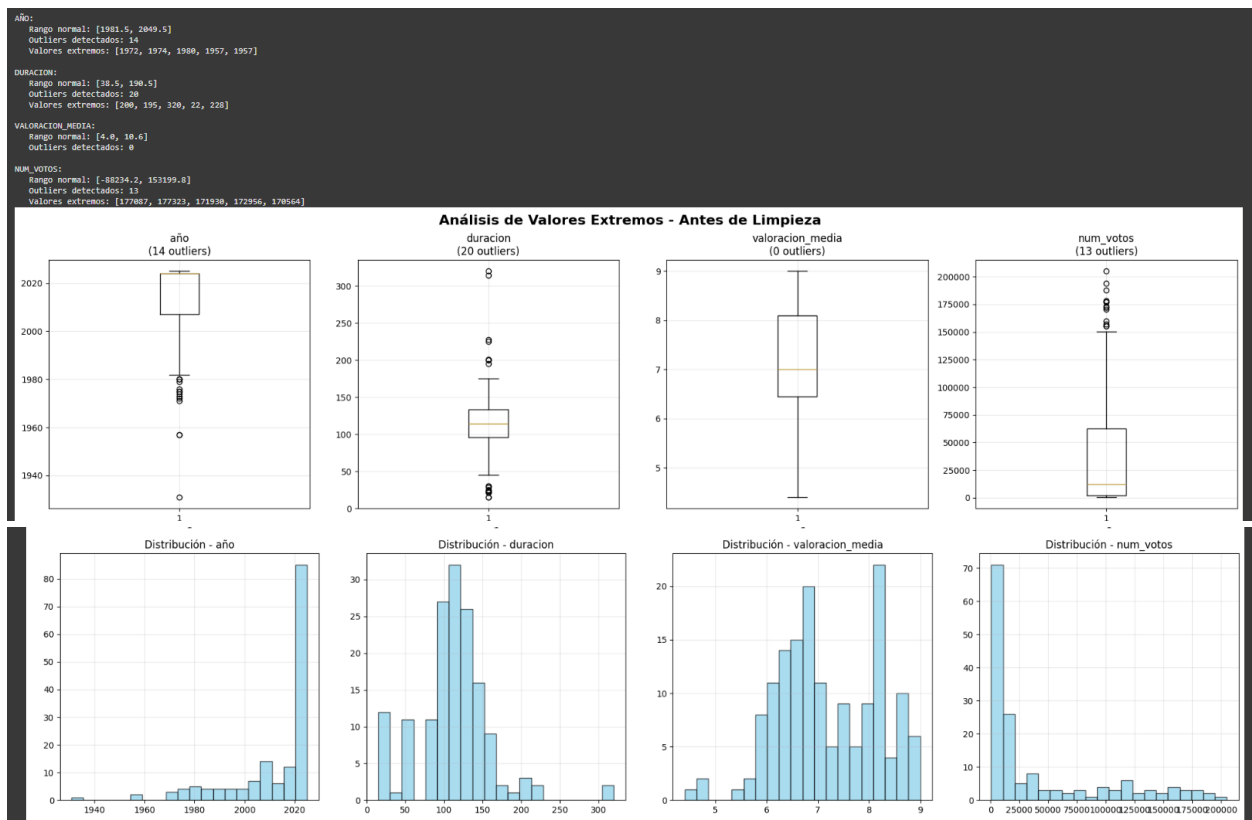 AÑO:
Rango normal: [1981.5, 2049.5]
Outliers detectados: 14
Valores extremos: [1972, 1974, 1980, 1957, 1957]
DURACION:
Rango normal: [38.5, 190.5]
Outliers detectados: 20
Valores extremos: [200, 195, 320, 22, 228]
VALORACION_MEDIA:
Rango normal: [4.0, 10.6]
Outliers detectados: 0
NUM_VOTOS:
Rango normal: [-88234.2, 153199.8]
Outliers detectados: 13
Valores extremos: [177087, 177323, 171930, 172956, 170564]
Análisis de Valores Extremos - Antes de Limpieza
año
(14 outliers)
2020
2000
1980
1960
1940
1
duracion
(20 outliers)
300
250
200
150
100
50
0
1
valoracion_media
(0 outliers)
9
8
7
6
5
1
num_votos
(13 outliers)
200000
175000
150000
125000
100000
75000
50000
25000
0
1
Distribución - año
80
70
60
50
40
30
20
10
0
1940 1960 1980 2000 2020
Distribución - duracion
30
25
20
15
10
5
0
0 50 100 150 200 250 300
Distribución - valoracion_media
20
15
10
5
0
5 6 7 8 9
Distribución - num_votos
70
60
50
40
30
20
10
0
0 25000 50000 75000 100000 125000 150000 175000 200000